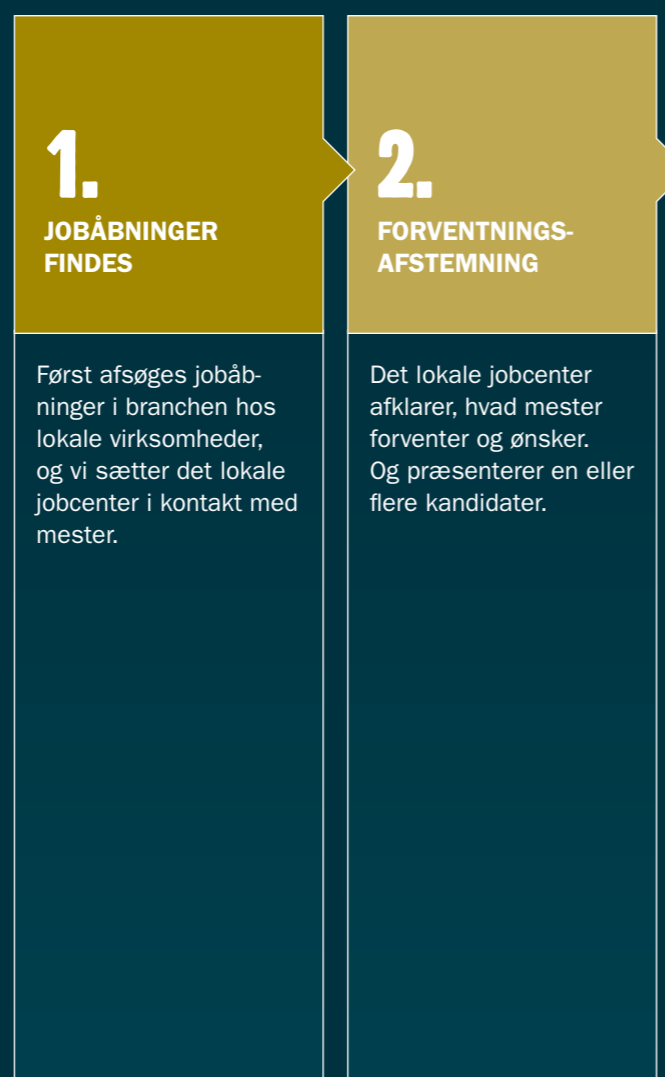 1.
JOBÅBNINGER
FINDES
Først afsøges jobåb-
ninger i branchen hos
lokale virksomheder,
og vi sætter det lokale
jobcenter i kontakt med
mester.
2.
FORVENTNINGS-
AFSTEMNING
Det lokale jobcenter
afklarer, hvad mester
forventer og ønsker.
Og præsenterer en eller
flere kandidater.